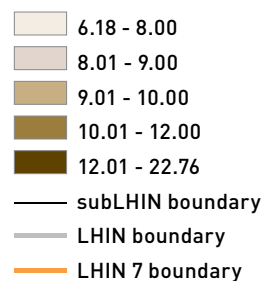 6.18 - 8.00
8.01 - 9.00
9.01 - 10.00
10.01 - 12.00
12.01 - 22.76
subLHIN boundary
LHIN boundary
LHIN 7 boundary